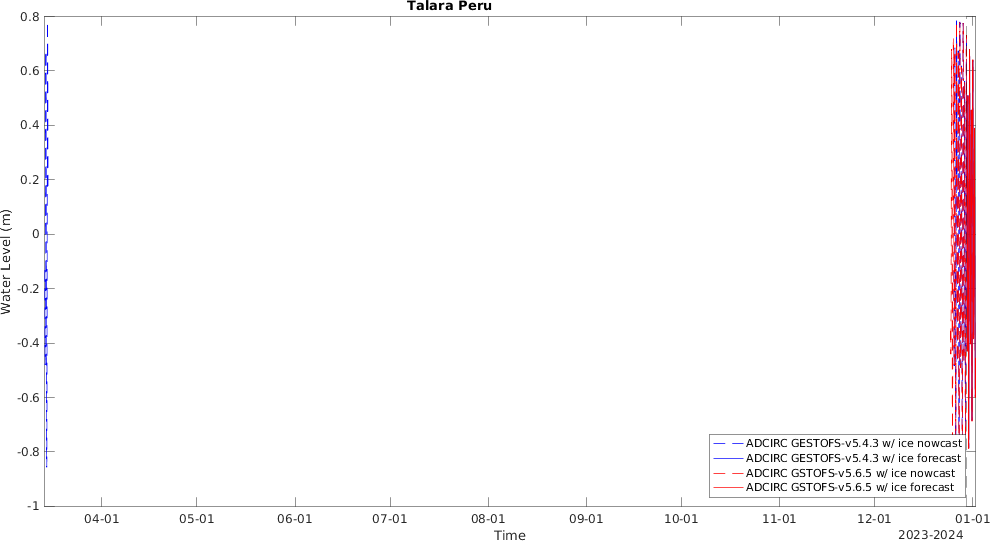 Talara Peru
0.8
0.6
0.4
0.2
0
-0.2
-0.4
-0.6
-0.8
-1
Water Level (m)
ADCIRC GESTOFS-v5.4.3 w/ ice nowcast
ADCIRC GESTOFS-v5.4.3 w/ ice forecast
ADCIRC GSTOFS-v5.6.5 w/ ice nowcast
ADCIRC GSTOFS-v5.6.5 w/ ice forecast
04-01 05-01 06-01 07-01 08-01 09-01 10-01 11-01 12-01 01-01
Time
2023-2024